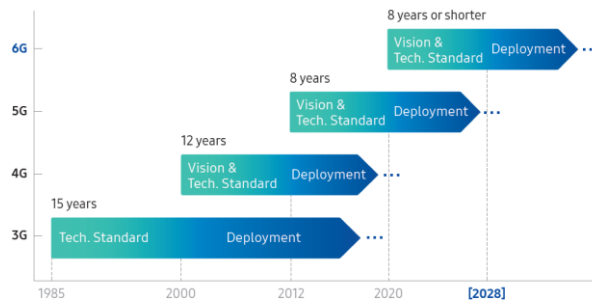 8 years or shorter
6G
Vision &
Tech. Standard
Deployment
8 years
5G
Vision &
Tech. Standard
Deployment
12 years
4G
Vision &
Tech. Standard
Deployment
15 years
3G
Tech. Standard
Deployment
1985
2000
2012
2020
[2028]